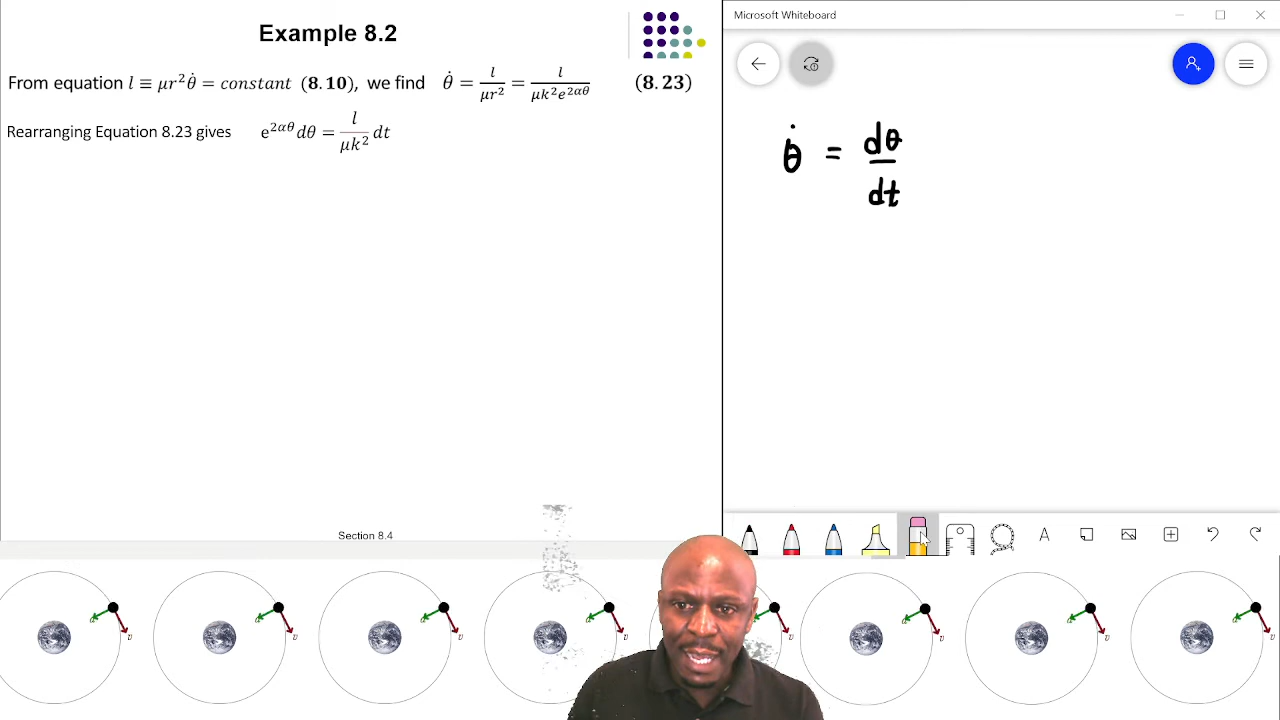 Example 8.2
From equation l ≡ μr²θ̇ = constant (8.10), we find θ̇ = l/μr² = l/μk²e^{2αθ} (8.23)
Rearranging Equation 8.23 gives e^{2αθ}dθ = l/μk² dt
Section 8.4
Microsoft Whiteboard
θ̇ = dθ/dt
A
a v a v a v a v v a v a v a v